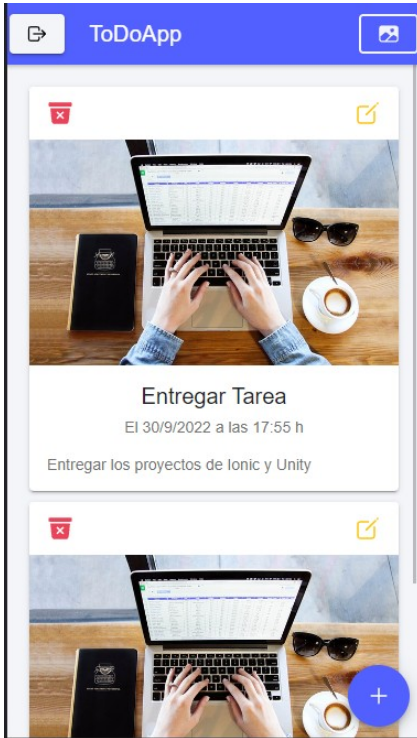 ToDoApp
Entregar Tarea
El 30/9/2022 a las 17:55 h
Entregar los proyectos de Ionic y Unity